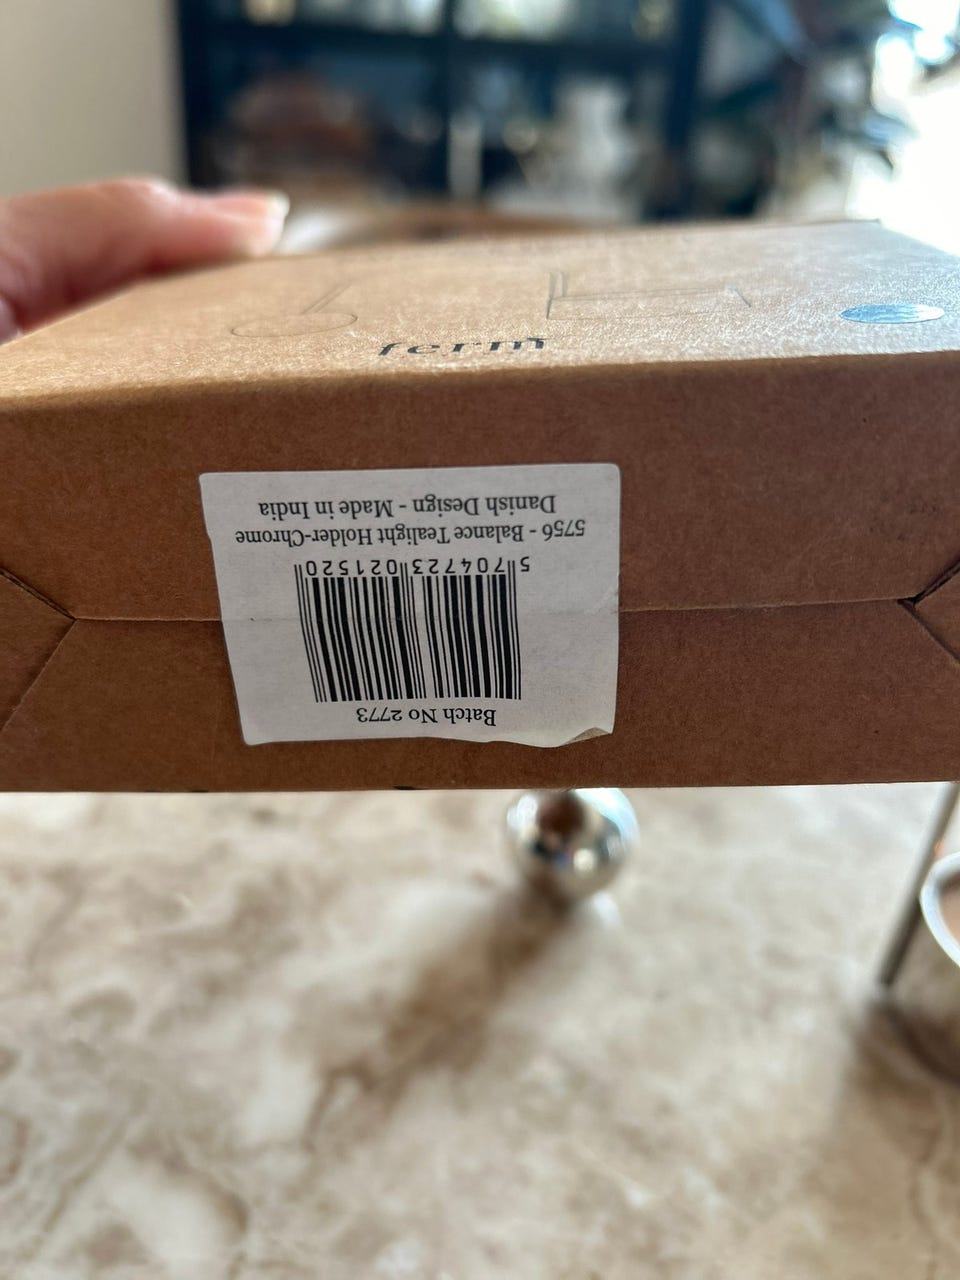 ferm
Batch No 2773
5 704723 021520
5756 - Balance Tealight Holder-Chrome
Danish Design - Made in India